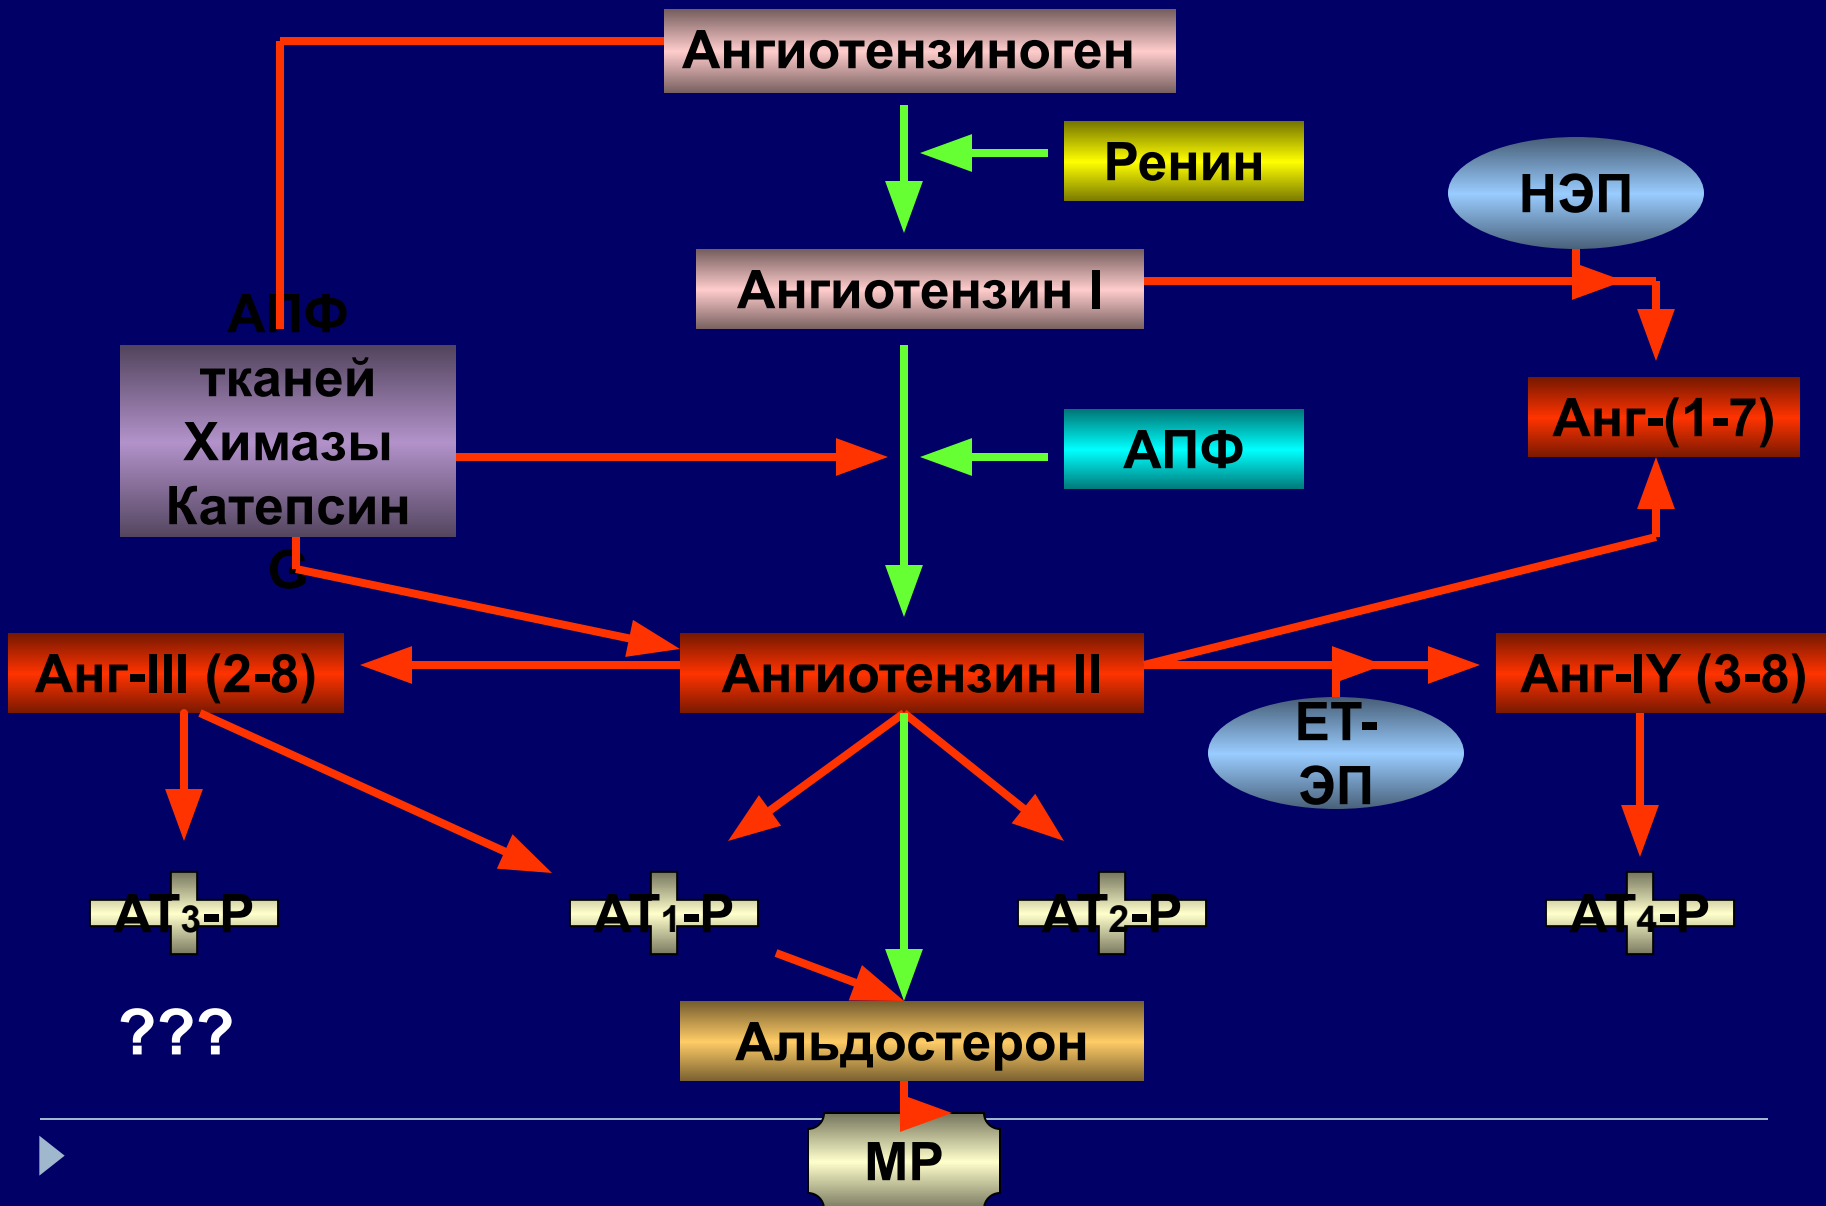 Ангиотензиноген
Ренин
НЭП
Ангиотензин I
АПФ
тканей
Химазы
Катепсин
G
Анг-(1-7)
АПФ
Анг-III (2-8)
Ангиотензин II
Анг-IY (3-8)
ЕТ-
ЭП
АТ3-Р
АТ1-Р
АТ2-Р
АТ4-Р
???
Альдостерон
МР